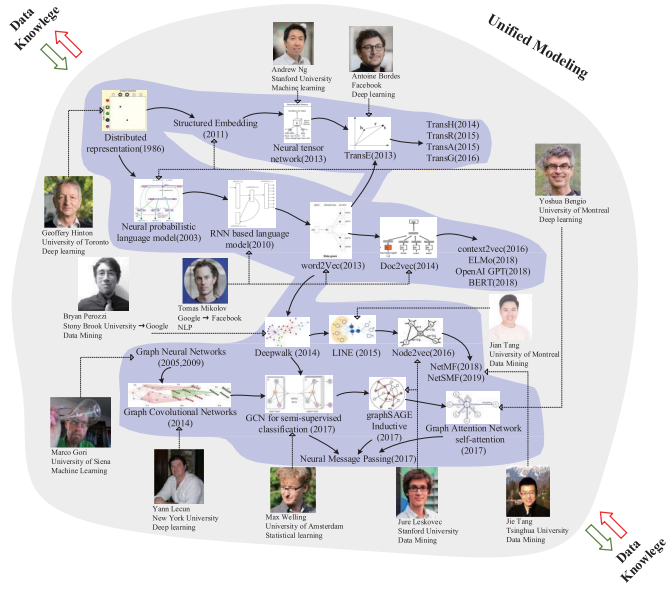 Data
Knowlege
Unified Modeling
Andrew Ng
Stanford University
Machine learning
Antoine Bordes
Facebook
Deep learning
Distributed
representation(1986)
Structured Embedding
(2011)
Neural tensor
network(2013)
TransE(2013)
TransH(2014)
TransR(2015)
TransA(2015)
TransG(2016)
Geoffery Hinton
University of Toronto
Deep learning
Neural probabilistic
language model(2003)
RNN based language
model(2010)
word2Vec(2013)
Doc2vec(2014)
context2vec(2016)
ELMo(2018)
OpenAI GPT(2018)
BERT(2018)
Yoshua Bengio
University of Montreal
Deep learning
Bryan Perozzi
Stony Brook University → Google
Data Mining
Tomas Mikolov
Google → Facebook
NLP
Jian Tang
University of Montreal
Data Mining
Deepwalk (2014)
LINE (2015)
Node2vec(2016)
NetMF(2018)
NetSMF(2019)
Graph Neural Networks
(2005,2009)
Graph Covolutional Networks
(2014)
GCN for semi-supervised
classification (2017)
graphSAGE
Inductive
(2017)
Graph Attention Network
self-attention
(2017)
Neural Message Passing(2017)
Marco Gori
University of Siena
Machine Learning
Yann Lecun
New York University
Deep learning
Max Welling
University of Amsterdam
Statistical learning
Jure Leskovec
Stanford University
Data Mining
Jie Tang
Tsinghua University
Data Mining
Data
Knowlege